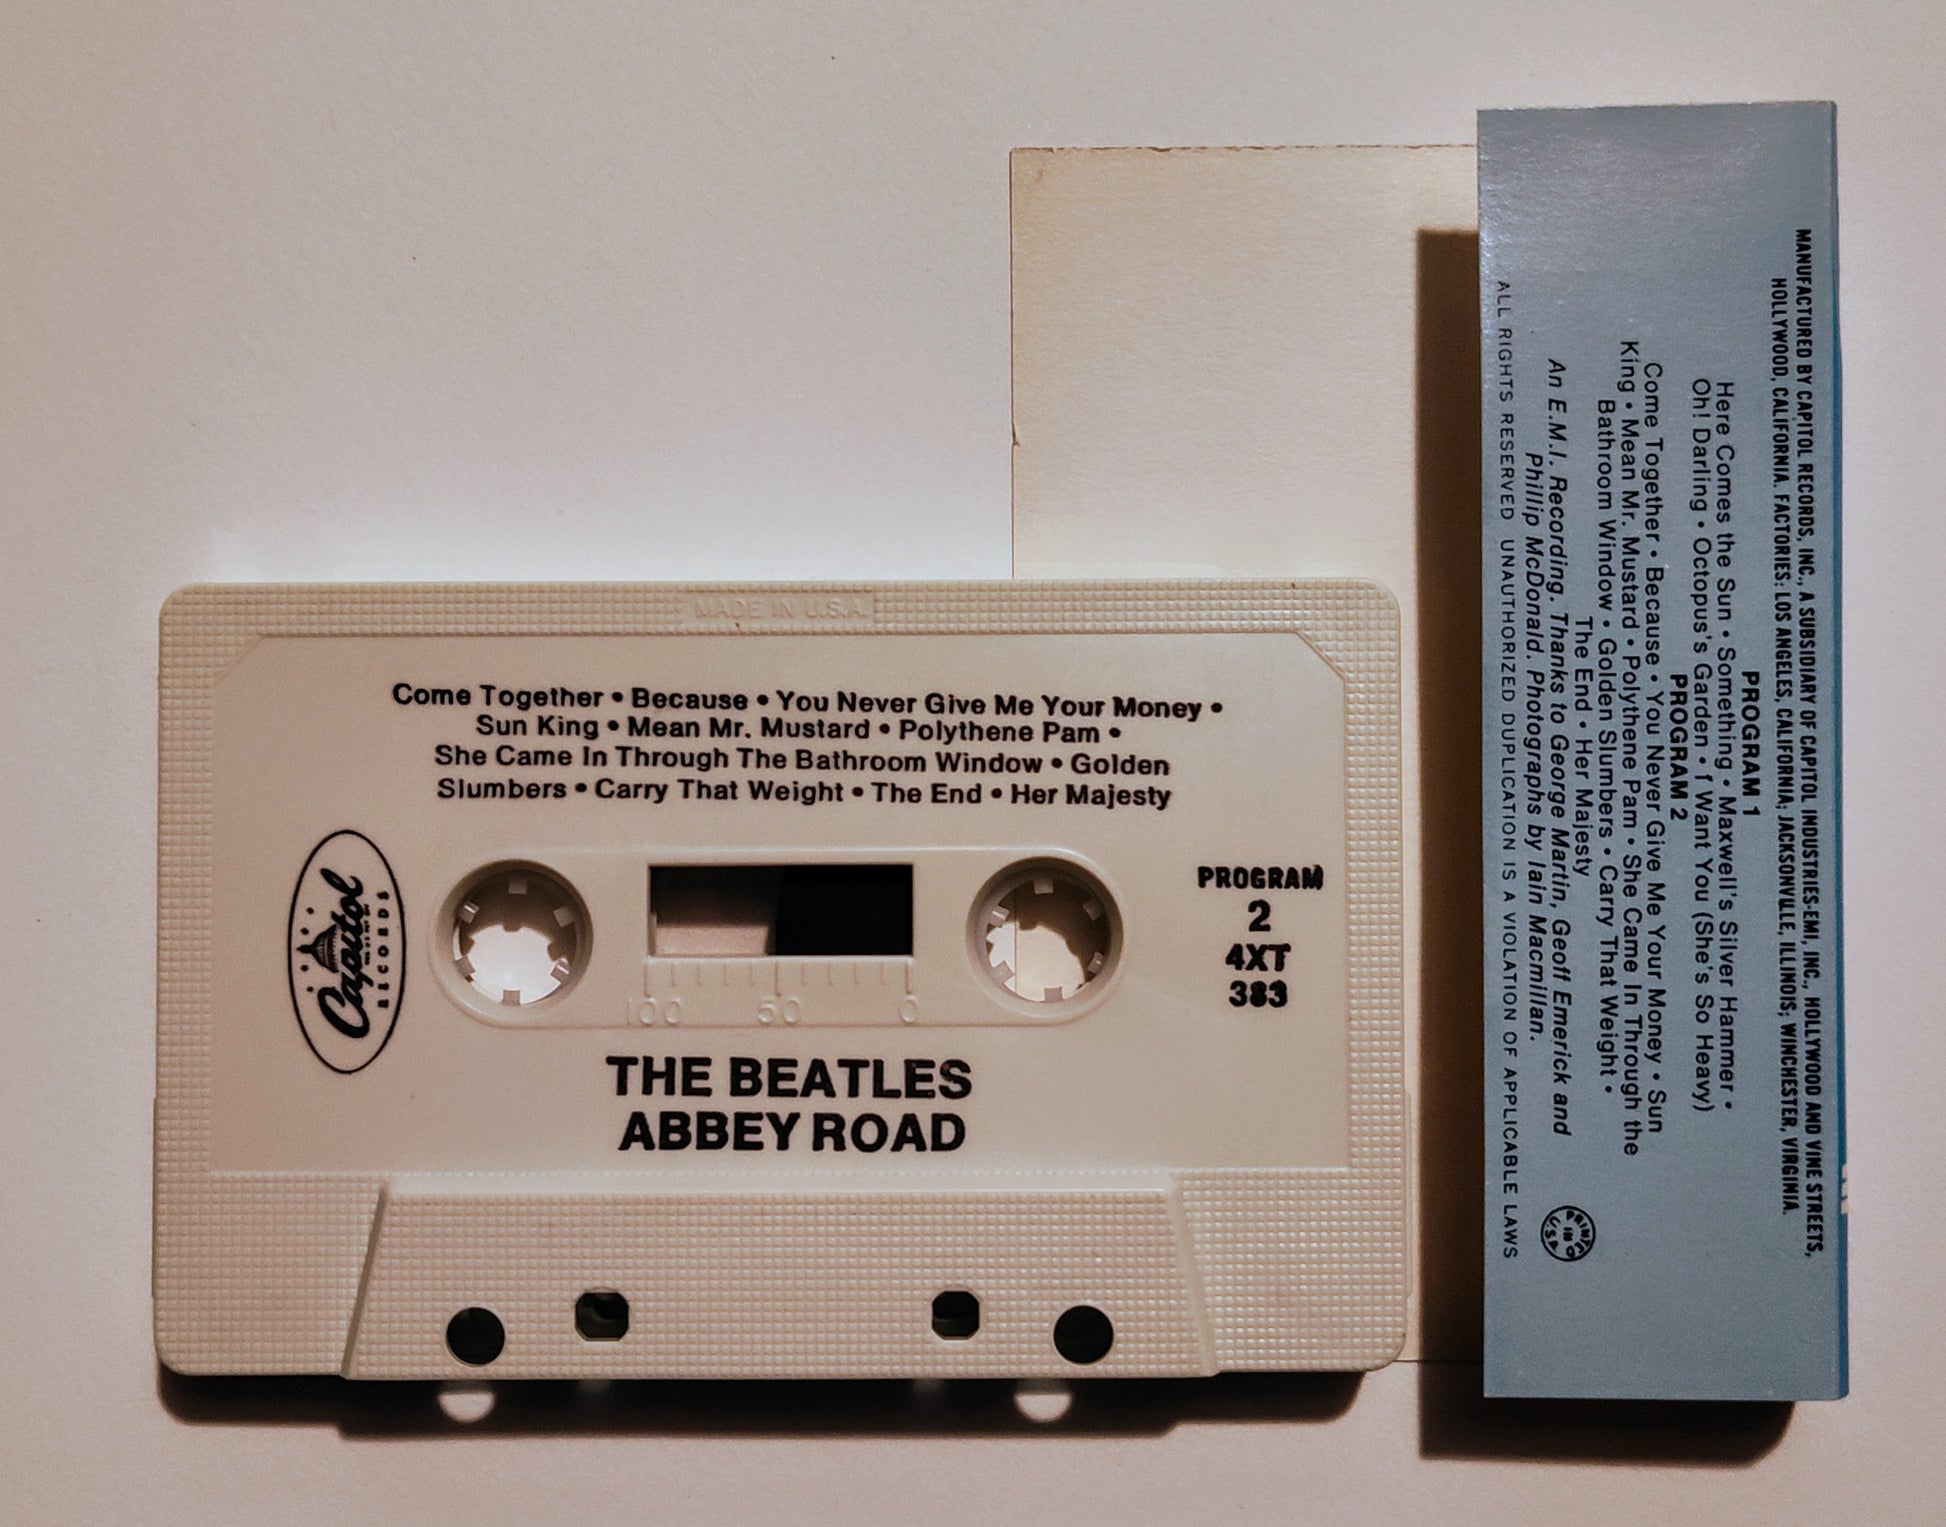 MADE IN U.S.A.
Come Together • Because • You Never Give Me Your Money •
Sun King • Mean Mr. Mustard • Polythene Pam •
She Came In Through The Bathroom Window • Golden
Slumbers • Carry That Weight • The End • Her Majesty
Capitol
RECORDS
PROGRAM
2
4XT
383
100 50 0
THE BEATLES
ABBEY ROAD
MANUFACTURED BY CAPITOL RECORDS, INC., A SUBSIDIARY OF CAPITOL INDUSTRIES-EMI, INC., HOLLYWOOD AND VINE STREETS,
HOLLYWOOD, CALIFORNIA. FACTORIES: LOS ANGELES, CALIFORNIA; JACKSONVILLE, ILLINOIS; WINCHESTER, VIRGINIA.
PROGRAM 1
Here Comes the Sun • Something • Maxwell's Silver Hammer •
Oh! Darling • Octopus's Garden • I Want You (She's So Heavy)
PROGRAM 2
Come Together • Because • You Never Give Me Your Money • Sun
King • Mean Mr. Mustard • Polythene Pam • She Came In Through the
Bathroom Window • Golden Slumbers • Carry That Weight •
The End • Her Majesty
An E.M.I. Recording. Thanks to George Martin, Geoff Emerick and
Phillip McDonald. Photographs by Iain Macmillan.
ALL RIGHTS RESERVED UNAUTHORIZED DUPLICATION IS A VIOLATION OF APPLICABLE LAWS
PRINTED IN U.S.A.